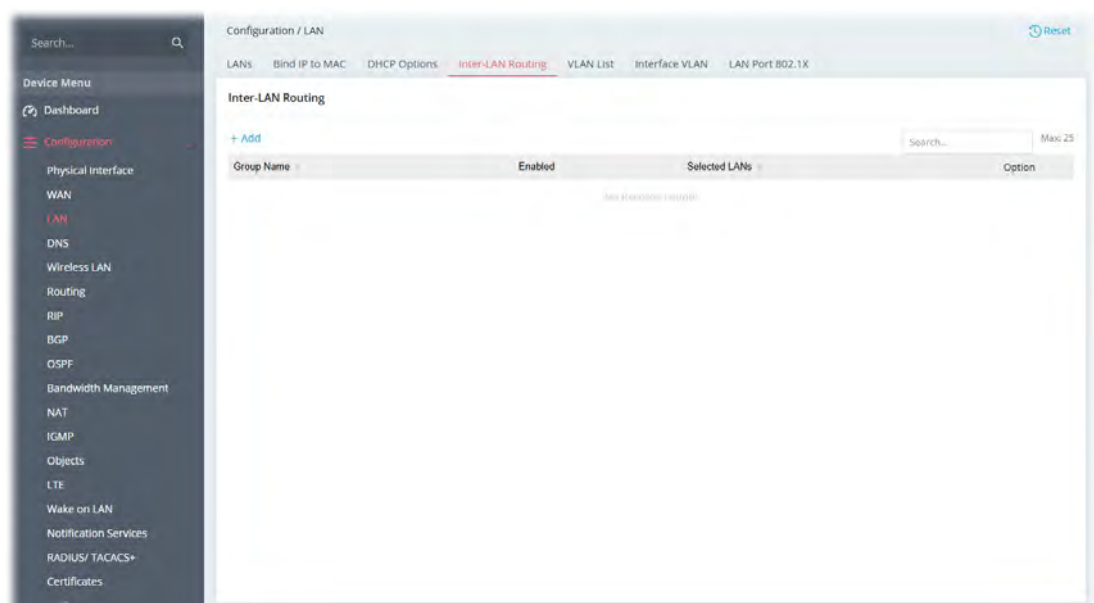 Search...
Device Menu
Dashboard
Configuration
Physical Interface
WAN
LAN
DNS
Wireless LAN
Routing
RIP
BGP
OSPF
Bandwidth Management
NAT
IGMP
Objects
LTE
Wake on LAN
Notification Services
RADIUS/ TACACS+
Certificates
Configuration / LAN
Reset
LANs Bind IP to MAC DHCP Options Inter-LAN Routing VLAN List Interface VLAN LAN Port 802.1X
Inter-LAN Routing
+ Add
Search...
Max: 25
Group Name Enabled Selected LANs Option